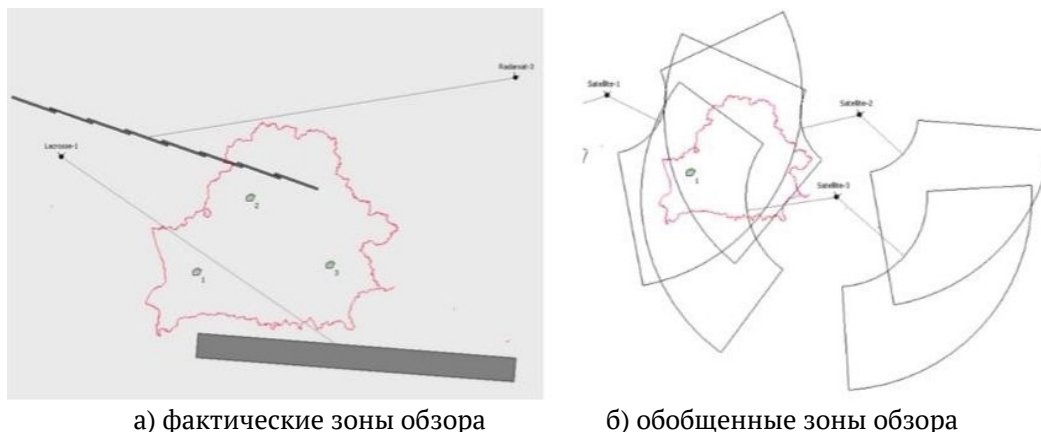 Radarsat-3
Lacrosse-1
2
1
3
Satellite-1
Satellite-2
1
Satellite-3
а) фактические зоны обзора
б) обобщенные зоны обзора